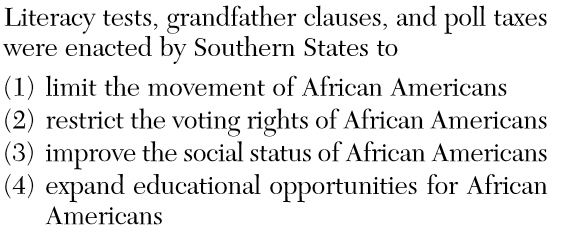 Literacy tests, grandfather clauses, and poll taxes
were enacted by Southern States to
(1) limit the movement of African Americans
(2) restrict the voting rights of African Americans
(3) improve the social status of African Americans
(4) expand educational opportunities for African
Americans